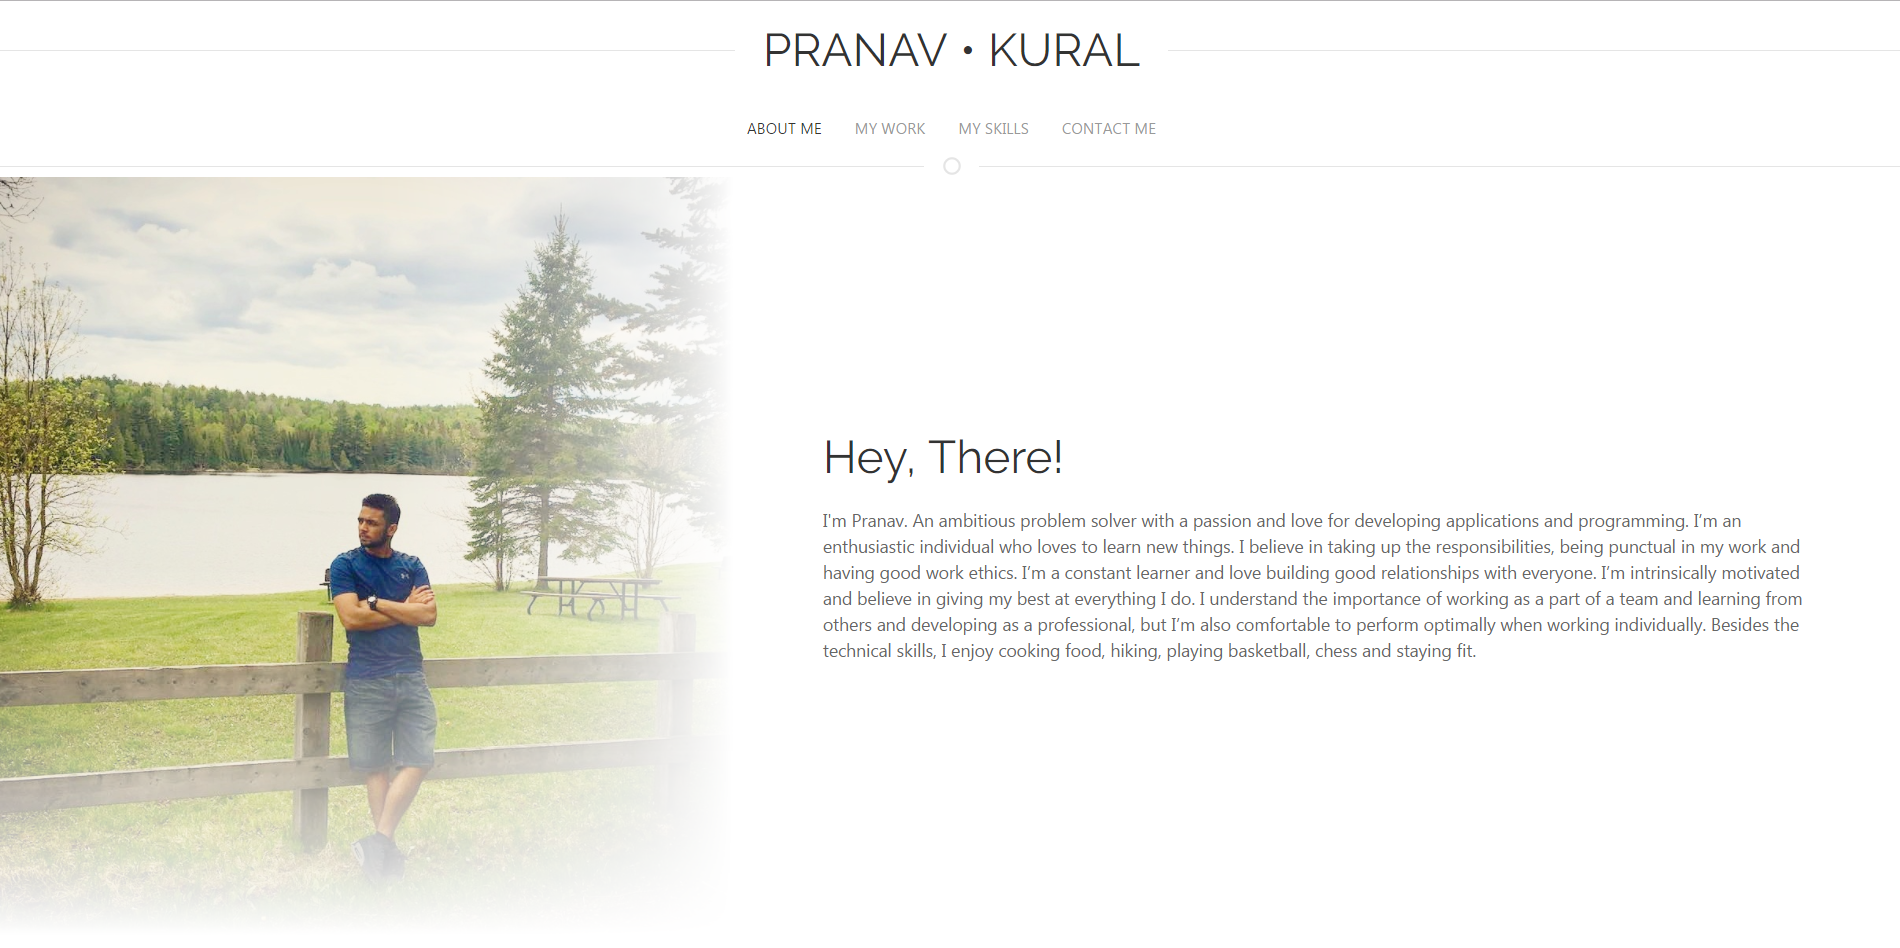 PRANAV • KURAL
ABOUT ME MY WORK MY SKILLS CONTACT ME
Hey, There!
I'm Pranav. An ambitious problem solver with a passion and love for developing applications and programming. I’m an
enthusiastic individual who loves to learn new things. I believe in taking up the responsibilities, being punctual in my work and
having good work ethics. I’m a constant learner and love building good relationships with everyone. I’m intrinsically motivated
and believe in giving my best at everything I do. I understand the importance of working as a part of a team and learning from
others and developing as a professional, but I’m also comfortable to perform optimally when working individually. Besides the
technical skills, I enjoy cooking food, hiking, playing basketball, chess and staying fit.